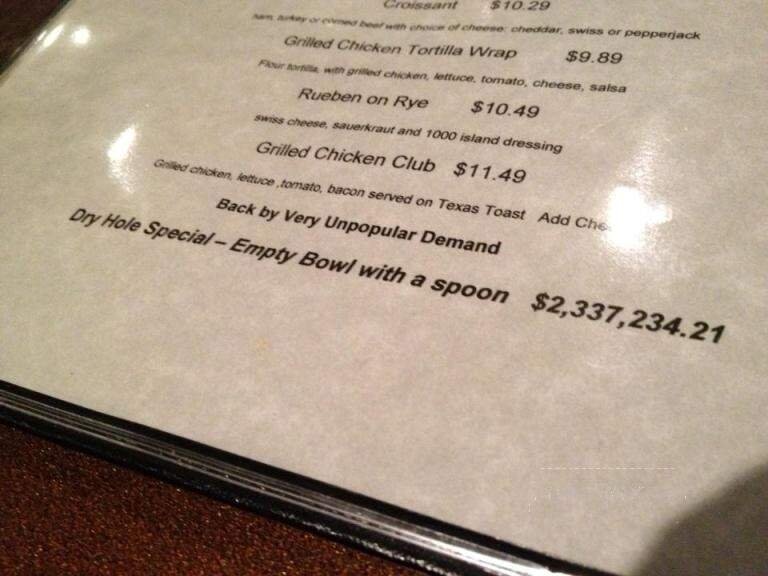 Croissant $10.29
ham, turkey or corned beef with choice of cheese: cheddar, swiss or pepperjack
Grilled Chicken Tortilla Wrap $9.89
Flour tortilla, with grilled chicken, lettuce, tomato, cheese, salsa
Rueben on Rye $10.49
swiss cheese, sauerkraut and 1000 island dressing
Grilled Chicken Club $11.49
Grilled chicken, lettuce ,tomato, bacon served on Texas Toast Add
Back by Very Unpopular Demand
Dry Hole Special – Empty Bowl with a spoon $2,337,234.21